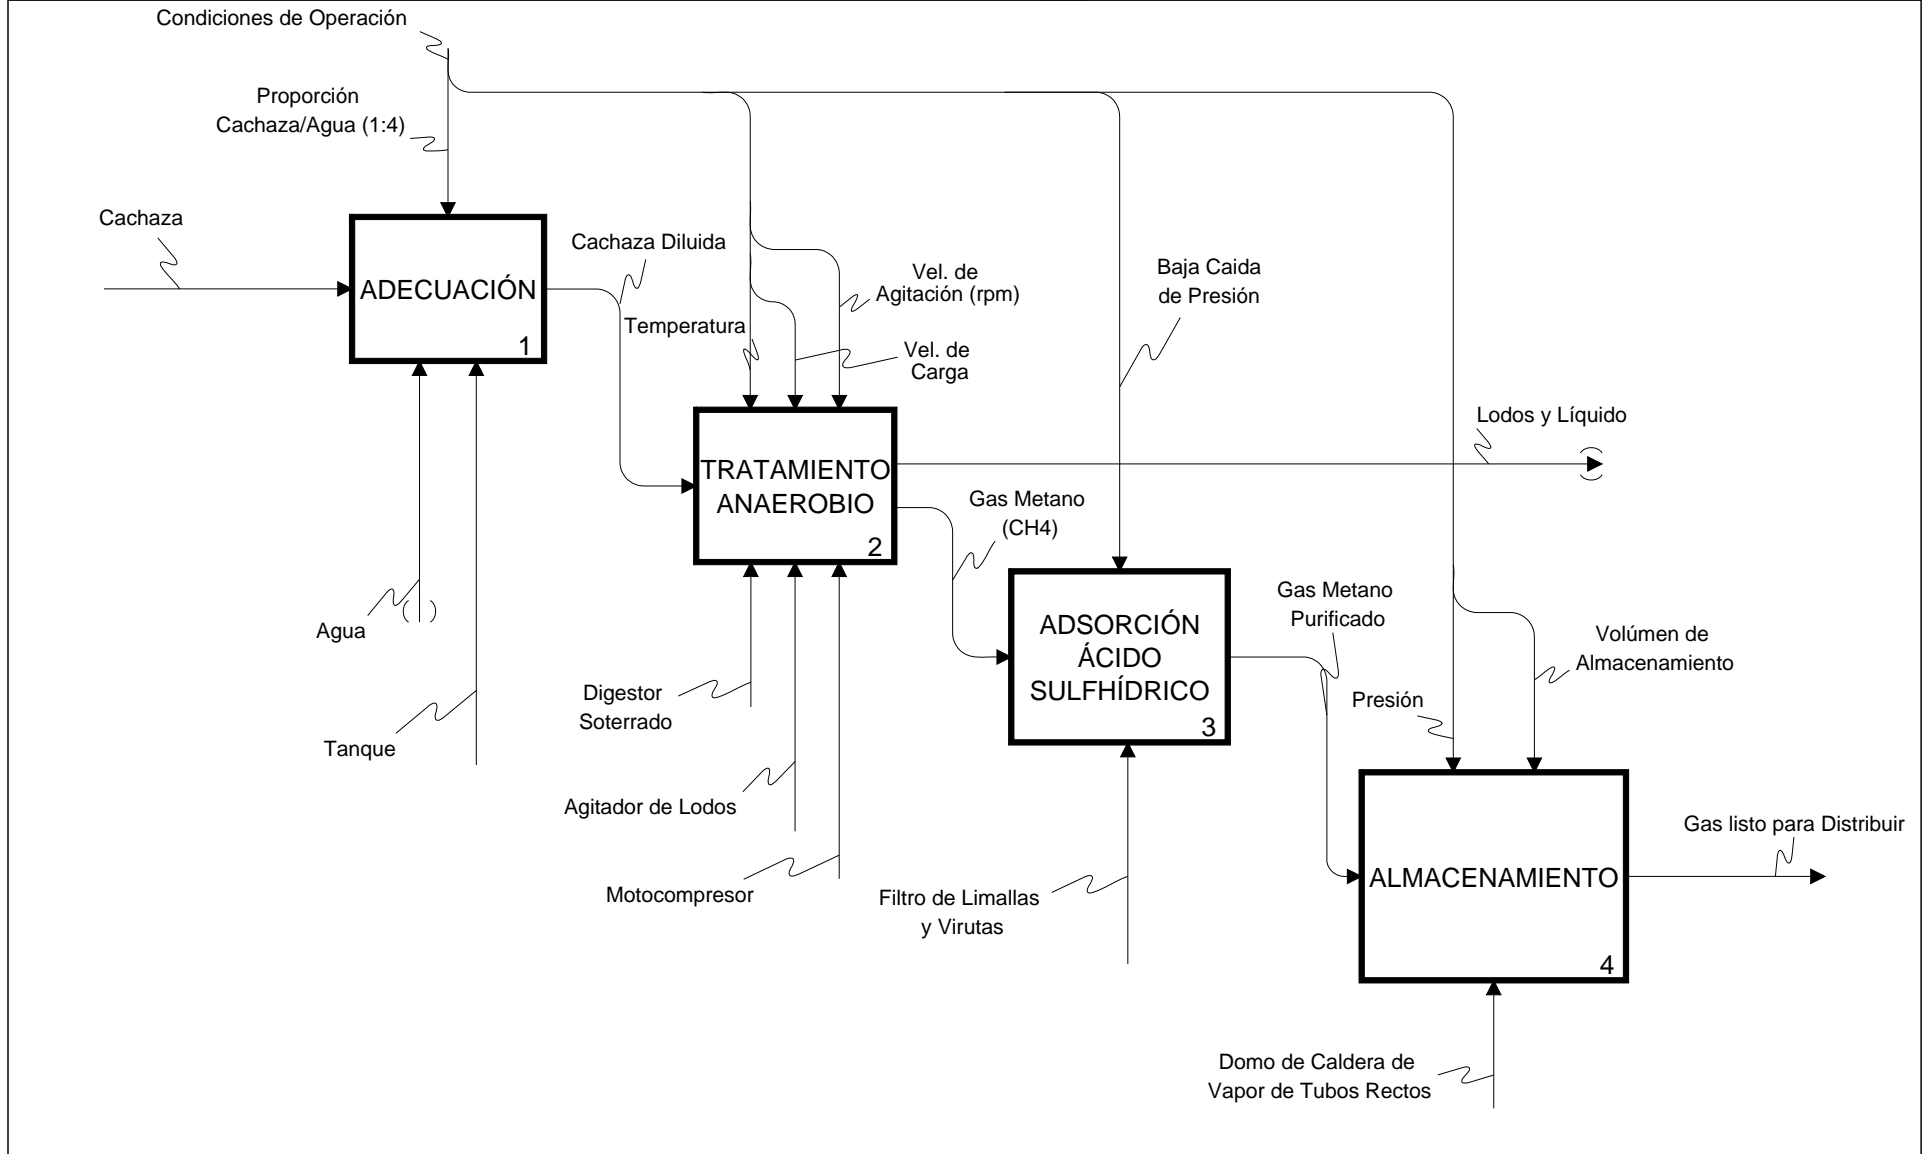 Condiciones de Operación
Proporción
Cachaza/Agua (1:4)
Cachaza
ADECUACIÓN
1
Cachaza Diluida
Temperatura
Vel. de
Agitación (rpm)
Vel. de
Carga
Baja Caida
de Presión
Lodos y Líquido
TRATAMIENTO
ANAEROBIO
2
Gas Metano
(CH4)
Agua
Tanque
Digestor
Soterrado
Agitador de Lodos
Motocompresor
ADSORCIÓN
ÁCIDO
SULFHÍDRICO
3
Gas Metano
Purificado
Volúmen de
Almacenamiento
Presión
Filtro de Limallas
y Virutas
ALMACENAMIENTO
4
Gas listo para Distribuir
Domo de Caldera de
Vapor de Tubos Rectos